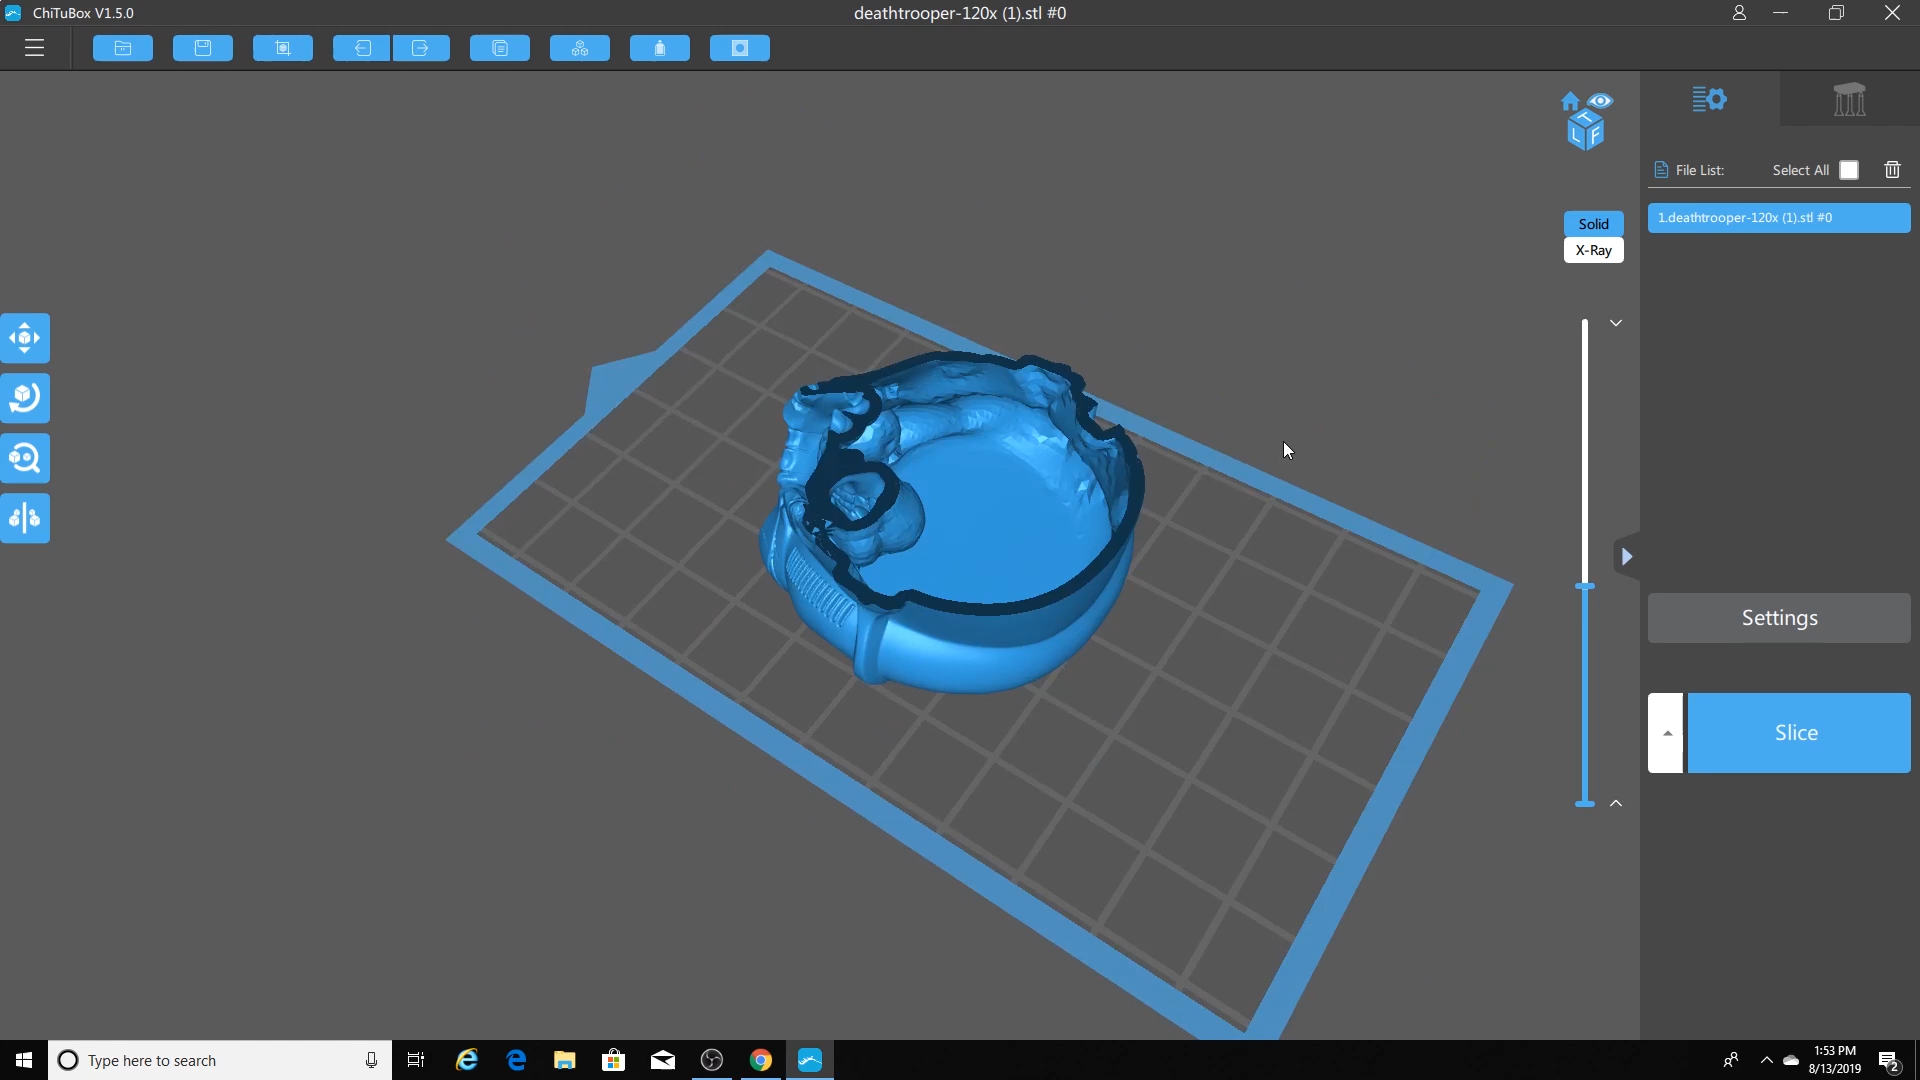 ChiTuBox V1.5.0
deathtrooper-120x (1).stl #0
T
L F
File List:
Select All
1.deathtrooper-120x (1).stl #0
Solid
X-Ray
Settings
Slice
Type here to search
1:53 PM
8/13/2019
2